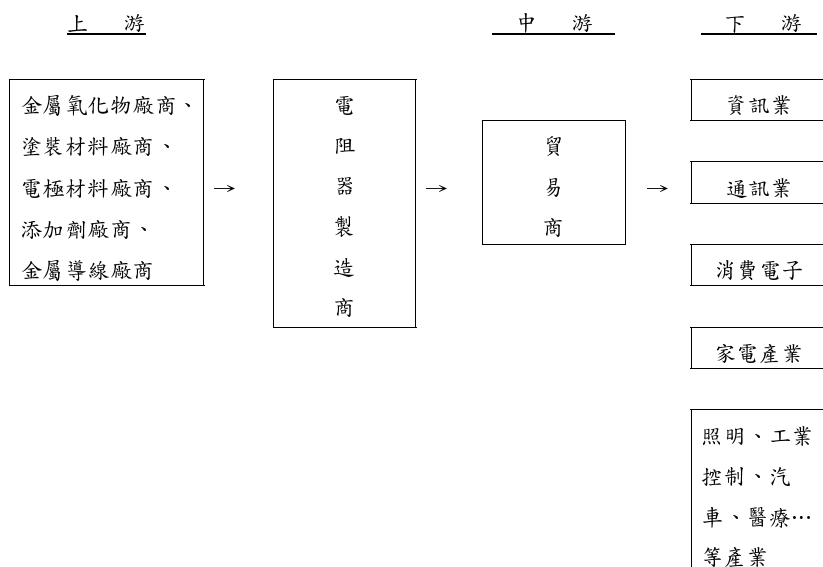 上 游
中 游
下 游
金屬氧化物廠商、
塗裝材料廠商、
電極材料廠商、
添加劑廠商、
金屬導線廠商
→
電
阻
器
製
造
商
→
貿
易
商
→
資訊業
通訊業
消費電子
家電產業
照明、工業
控制、汽
車、醫療…
等產業